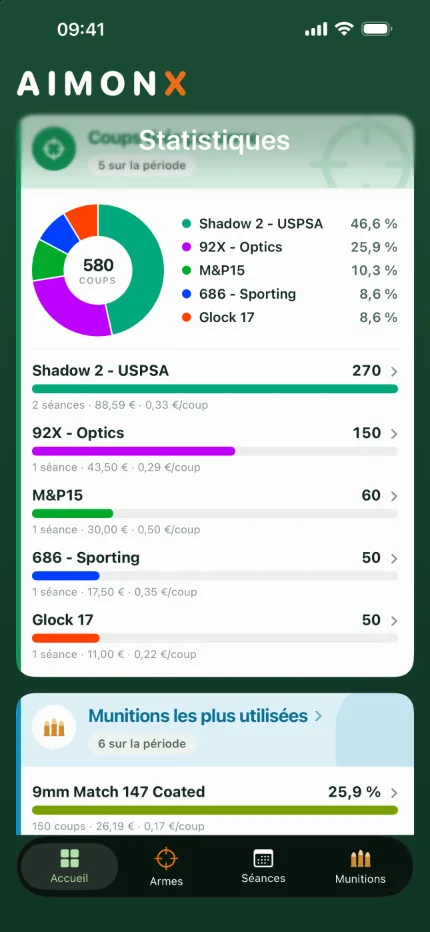 09:41
AIMONX
Statistiques
5 sur la période
580
COUPS
Shadow 2 - USPSA 46,6 %
92X - Optics 25,9 %
M&P15 10,3 %
686 - Sporting 8,6 %
Glock 17 8,6 %
Shadow 2 - USPSA 270
2 séances · 88,59 € · 0,33 €/coup
92X - Optics 150
1 séance · 43,50 € · 0,29 €/coup
M&P15 60
1 séance · 30,00 € · 0,50 €/coup
686 - Sporting 50
1 séance · 17,50 € · 0,35 €/coup
Glock 17 50
1 séance · 11,00 € · 0,22 €/coup
Munitions les plus utilisées
6 sur la période
9mm Match 147 Coated 25,9 %
150 coups · 26,19 € · 0,17 €/coup
Accueil Armes Séances Munitions